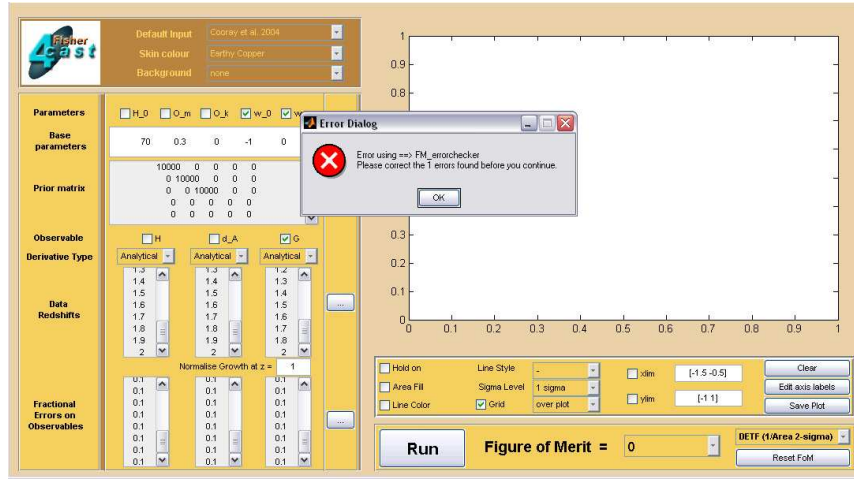 Fisher
4cast
Default Input Cooray et al. 2004
Skin colour Earthy Copper
Background none
Parameters H_0 O_m O_k w_0 w
Base parameters 70 0.3 0 -1 0
Prior matrix
10000 0 0 0 0
0 10000 0 0 0
0 0 10000 0 0
0 0 0 0 0
0 0 0 0 0
Observable H d_A G
Derivative Type Analytical Analytical Analytical
Data Redshifts
1.3 1.3 1.2
1.4 1.4 1.3
1.5 1.5 1.4
1.6 1.6 1.5
1.7 1.7 1.6
1.8 1.8 1.7
1.9 1.9 1.8
2 2 2
...
Normalise Growth at z = 1
Fractional Errors on Observables
0.1 0.1 0.1
0.1 0.1 0.1
0.1 0.1 0.1
0.1 0.1 0.1
0.1 0.1 0.1
0.1 0.1 0.1
0.1 0.1 0.1
0.1 0.1 0.1
...
Error Dialog
Error using ==> FM_errorchecker
Please correct the 1 errors found before you continue.
OK
1
0.9
0.8
0.3
0.2
0.1
0
0 0.1 0.2 0.3 0.4 0.5 0.6 0.7 0.8 0.9 1
Hold on Line Style - xlim [-1.5 -0.5] Clear
Area Fill Sigma Level 1 sigma Edit axis labels
Line Color Grid over plot ylim [-1 1] Save Plot
Run Figure of Merit = 0 DETF (1/Area 2-sigma)
Reset FoM